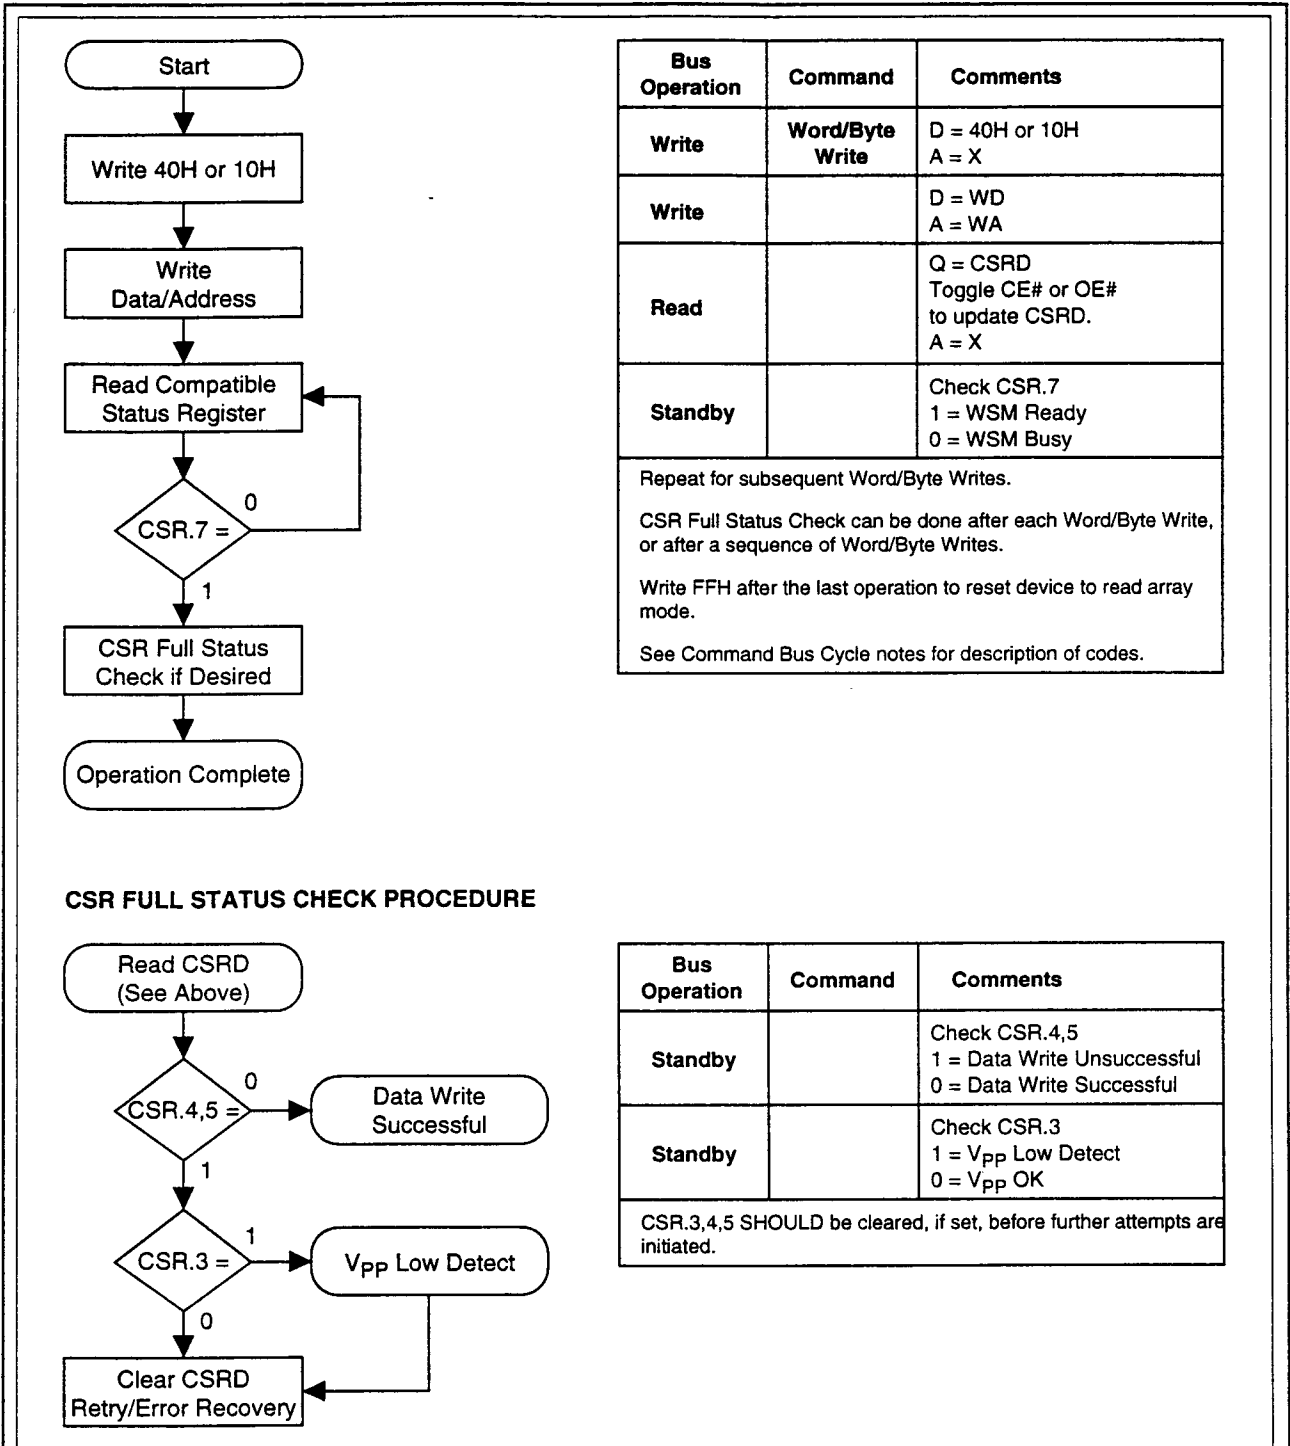 Start
Write 40H or 10H
Write
Data/Address
Read Compatible
Status Register
0
CSR.7 =
1
CSR Full Status
Check if Desired
Operation Complete
Bus
Operation
Command
Comments
Write
Word/Byte
Write
D = 40H or 10H
A = X
Write
D = WD
A = WA
Read
Q = CSRD
Toggle CE# or OE#
to update CSRD.
A = X
Standby
Check CSR.7
1 = WSM Ready
0 = WSM Busy
Repeat for subsequent Word/Byte Writes.
CSR Full Status Check can be done after each Word/Byte Write,
or after a sequence of Word/Byte Writes.
Write FFH after the last operation to reset device to read array
mode.
See Command Bus Cycle notes for description of codes.
CSR FULL STATUS CHECK PROCEDURE
Read CSRD
(See Above)
0
CSR.4,5 =
Data Write
Successful
1
1
CSR.3 =
VPP Low Detect
0
Clear CSRD
Retry/Error Recovery
Bus
Operation
Command
Comments
Standby
Check CSR.4,5
1 = Data Write Unsuccessful
0 = Data Write Successful
Standby
Check CSR.3
1 = VPP Low Detect
0 = VPP OK
CSR.3,4,5 SHOULD be cleared, if set, before further attempts are
initiated.